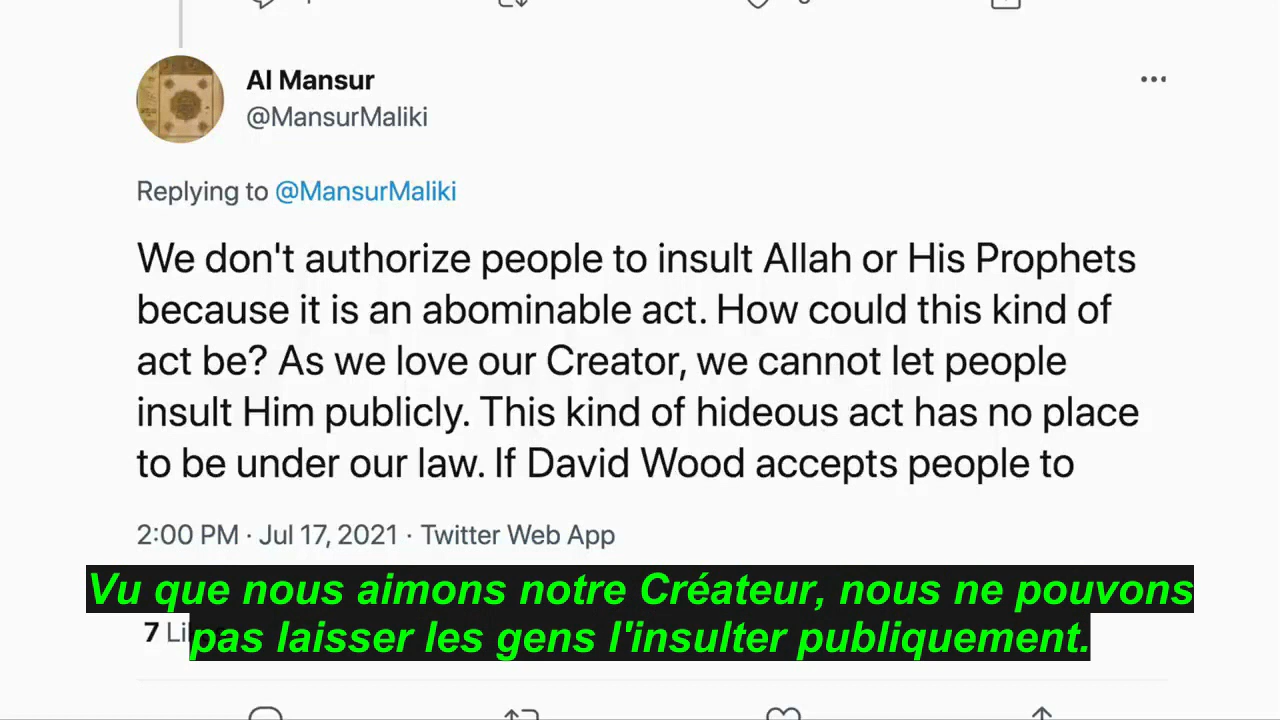 Al Mansur
@MansurMaliki
Replying to @MansurMaliki
We don't authorize people to insult Allah or His Prophets
because it is an abominable act. How could this kind of
act be? As we love our Creator, we cannot let people
insult Him publicly. This kind of hideous act has no place
to be under our law. If David Wood accepts people to
2:00 PM · Jul 17, 2021 · Twitter Web App
Vu que nous aimons notre Créateur, nous ne pouvons
pas laisser les gens l'insulter publiquement.
7